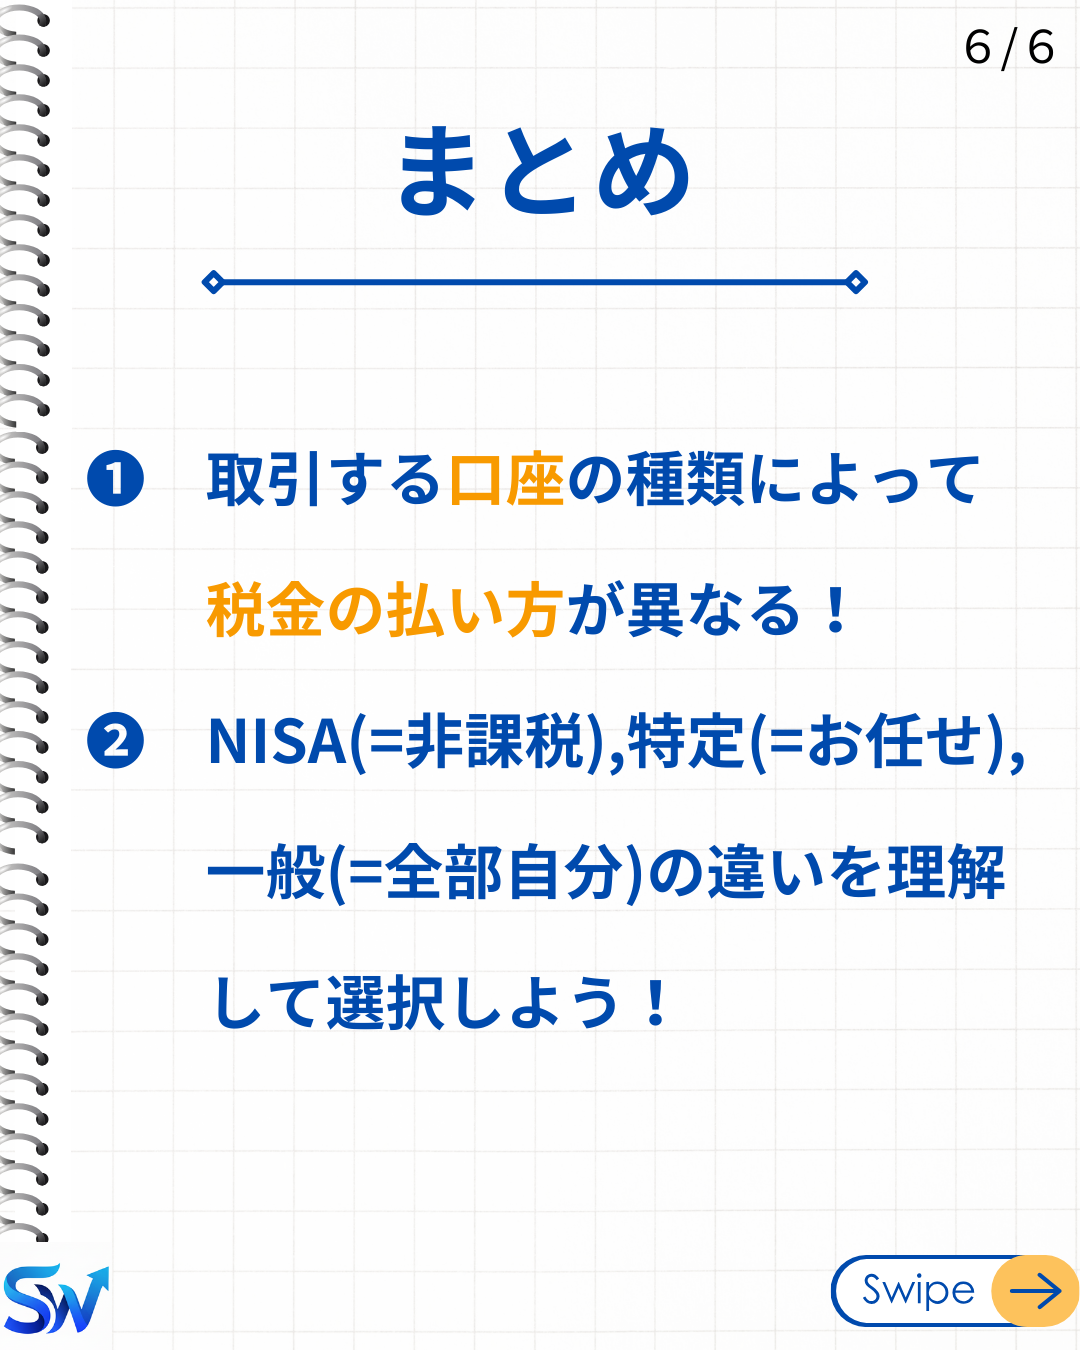 6/6
まとめ
❶ 取引する口座の種類によって
税金の払い方が異なる！
❷ NISA(=非課税),特定(=お任せ),
一般(=全部自分)の違いを理解
して選択しよう！
SW
Swipe